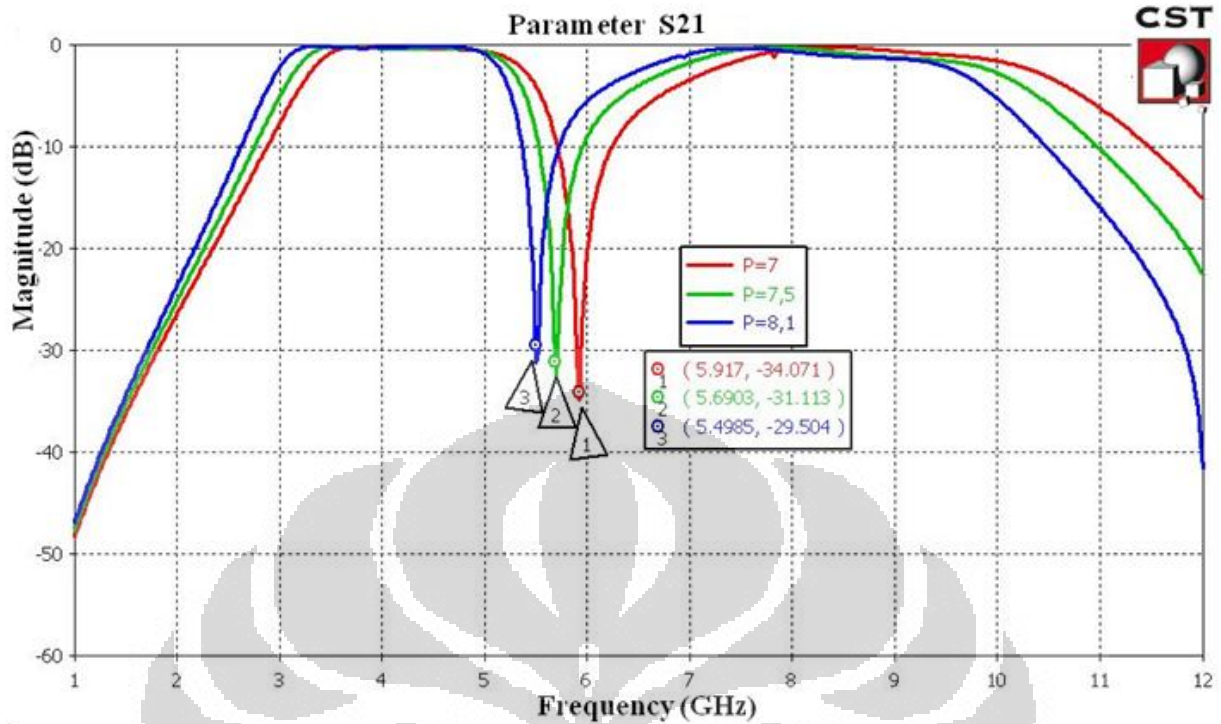 Parameter S21
CST
0
-10
-20
-30
-40
-50
-60
Magnitude (dB)
P=7
P=7,5
P=8,1
1 ( 5.917, -34.071 )
2 ( 5.6903, -31.113 )
3 ( 5.4985, -29.504 )
3
2
1
1 2 3 4 5 6 7 8 9 10 11 12
Frequency (GHz)